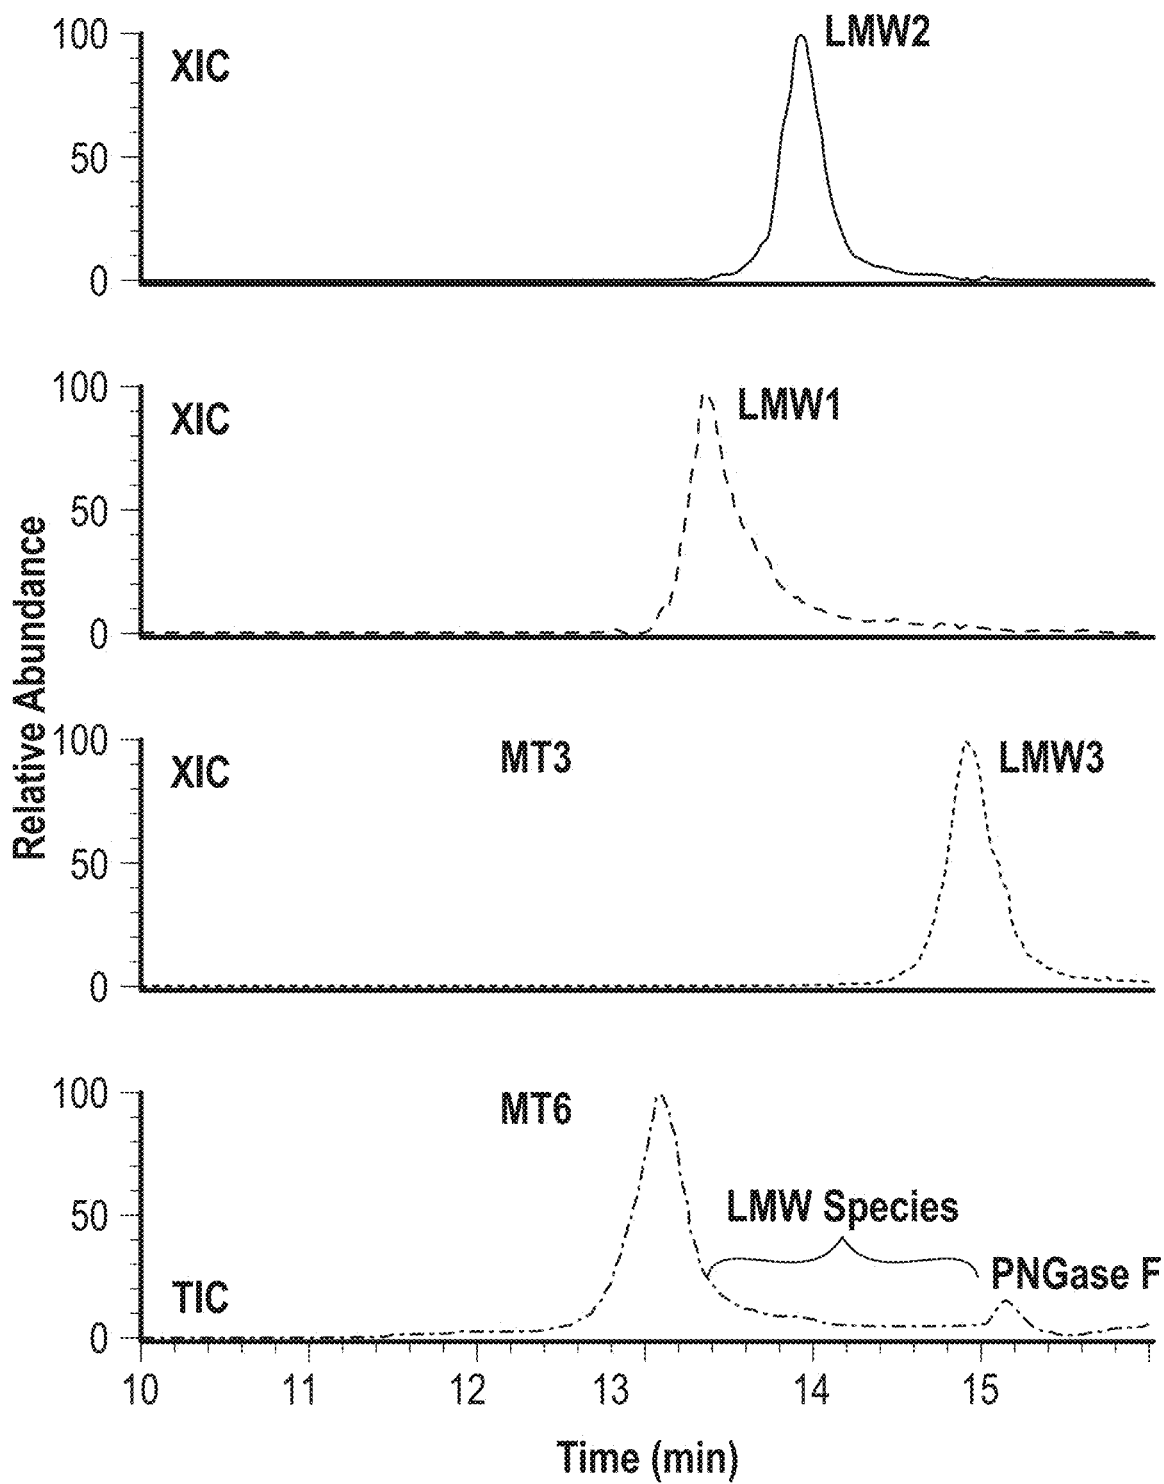 100
XIC
LMW2
50
0
100
XIC
LMW1
50
0
Relative Abundance
100
XIC
MT3
LMW3
50
0
100
MT6
50
LMW Species
PNGase F
TIC
0
10 11 12 13 14 15
Time (min)